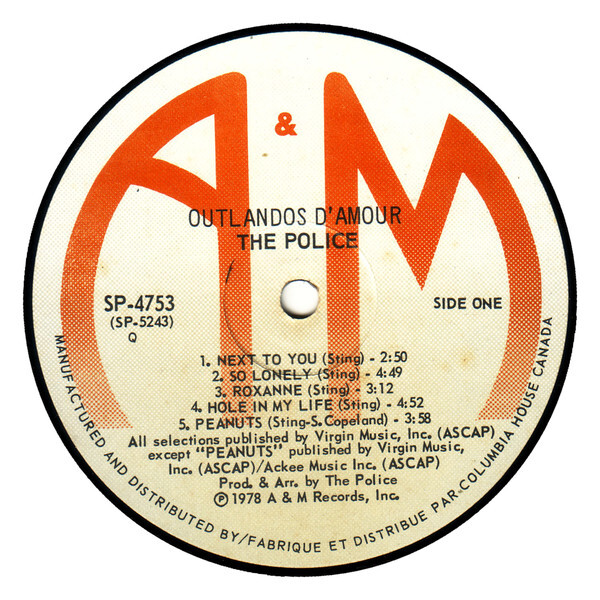 A & M
OUTLANDOS D'AMOUR
THE POLICE
SP-4753
(SP-5243)
Q
SIDE ONE
1. NEXT TO YOU (Sting) - 2:50
2. SO LONELY (Sting) - 4:49
3. ROXANNE (Sting) - 3:12
4. HOLE IN MY LIFE (Sting) - 4:52
5. PEANUTS (Sting-S. Copeland) - 3:58
All selections published by Virgin Music, Inc. (ASCAP)
except "PEANUTS" published by Virgin Music,
Inc. (ASCAP)/Ackee Music Inc. (ASCAP)
Prod. & Arr. by The Police
℗ 1978 A & M Records, Inc.
MANUFACTURED AND DISTRIBUTED BY/FABRIQUE ET DISTRIBUE PAR-COLUMBIA HOUSE CANADA